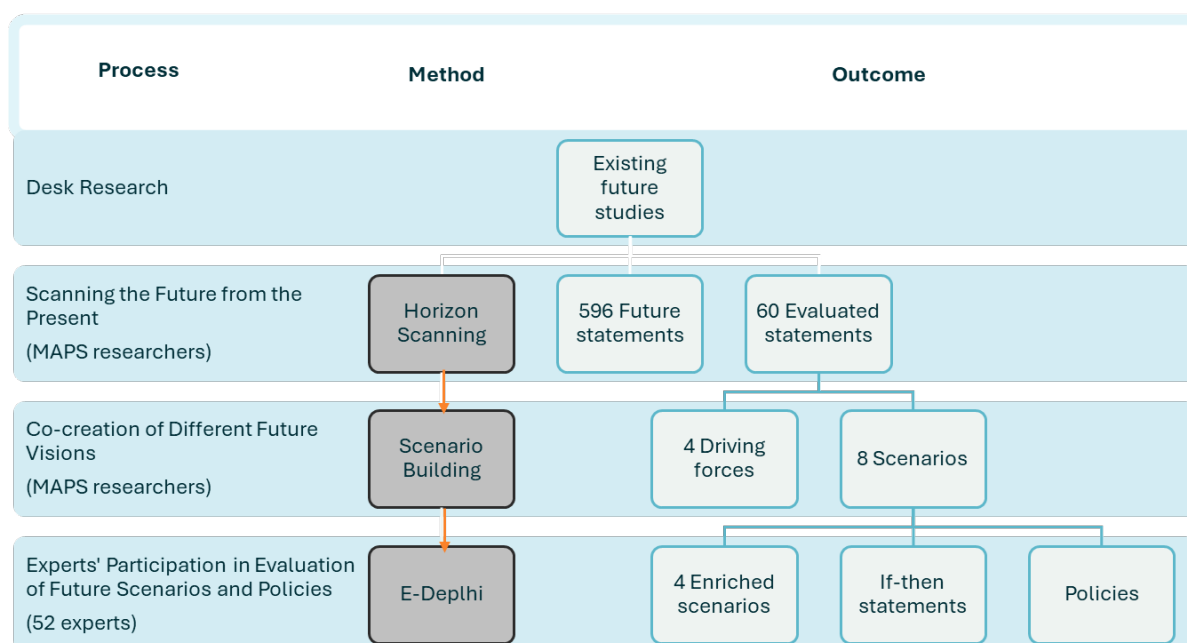 Process
Method
Outcome
Desk Research
Existing
future
studies
Scanning the Future from the
Present
(MAPS researchers)
Horizon
Scanning
596 Future
statements
60 Evaluated
statements
Co-creation of Different Future
Visions
(MAPS researchers)
Scenario
Building
4 Driving
forces
8 Scenarios
Experts' Participation in Evaluation
of Future Scenarios and Policies
(52 experts)
E-Deplhi
4 Enriched
scenarios
If-then
statements
Policies